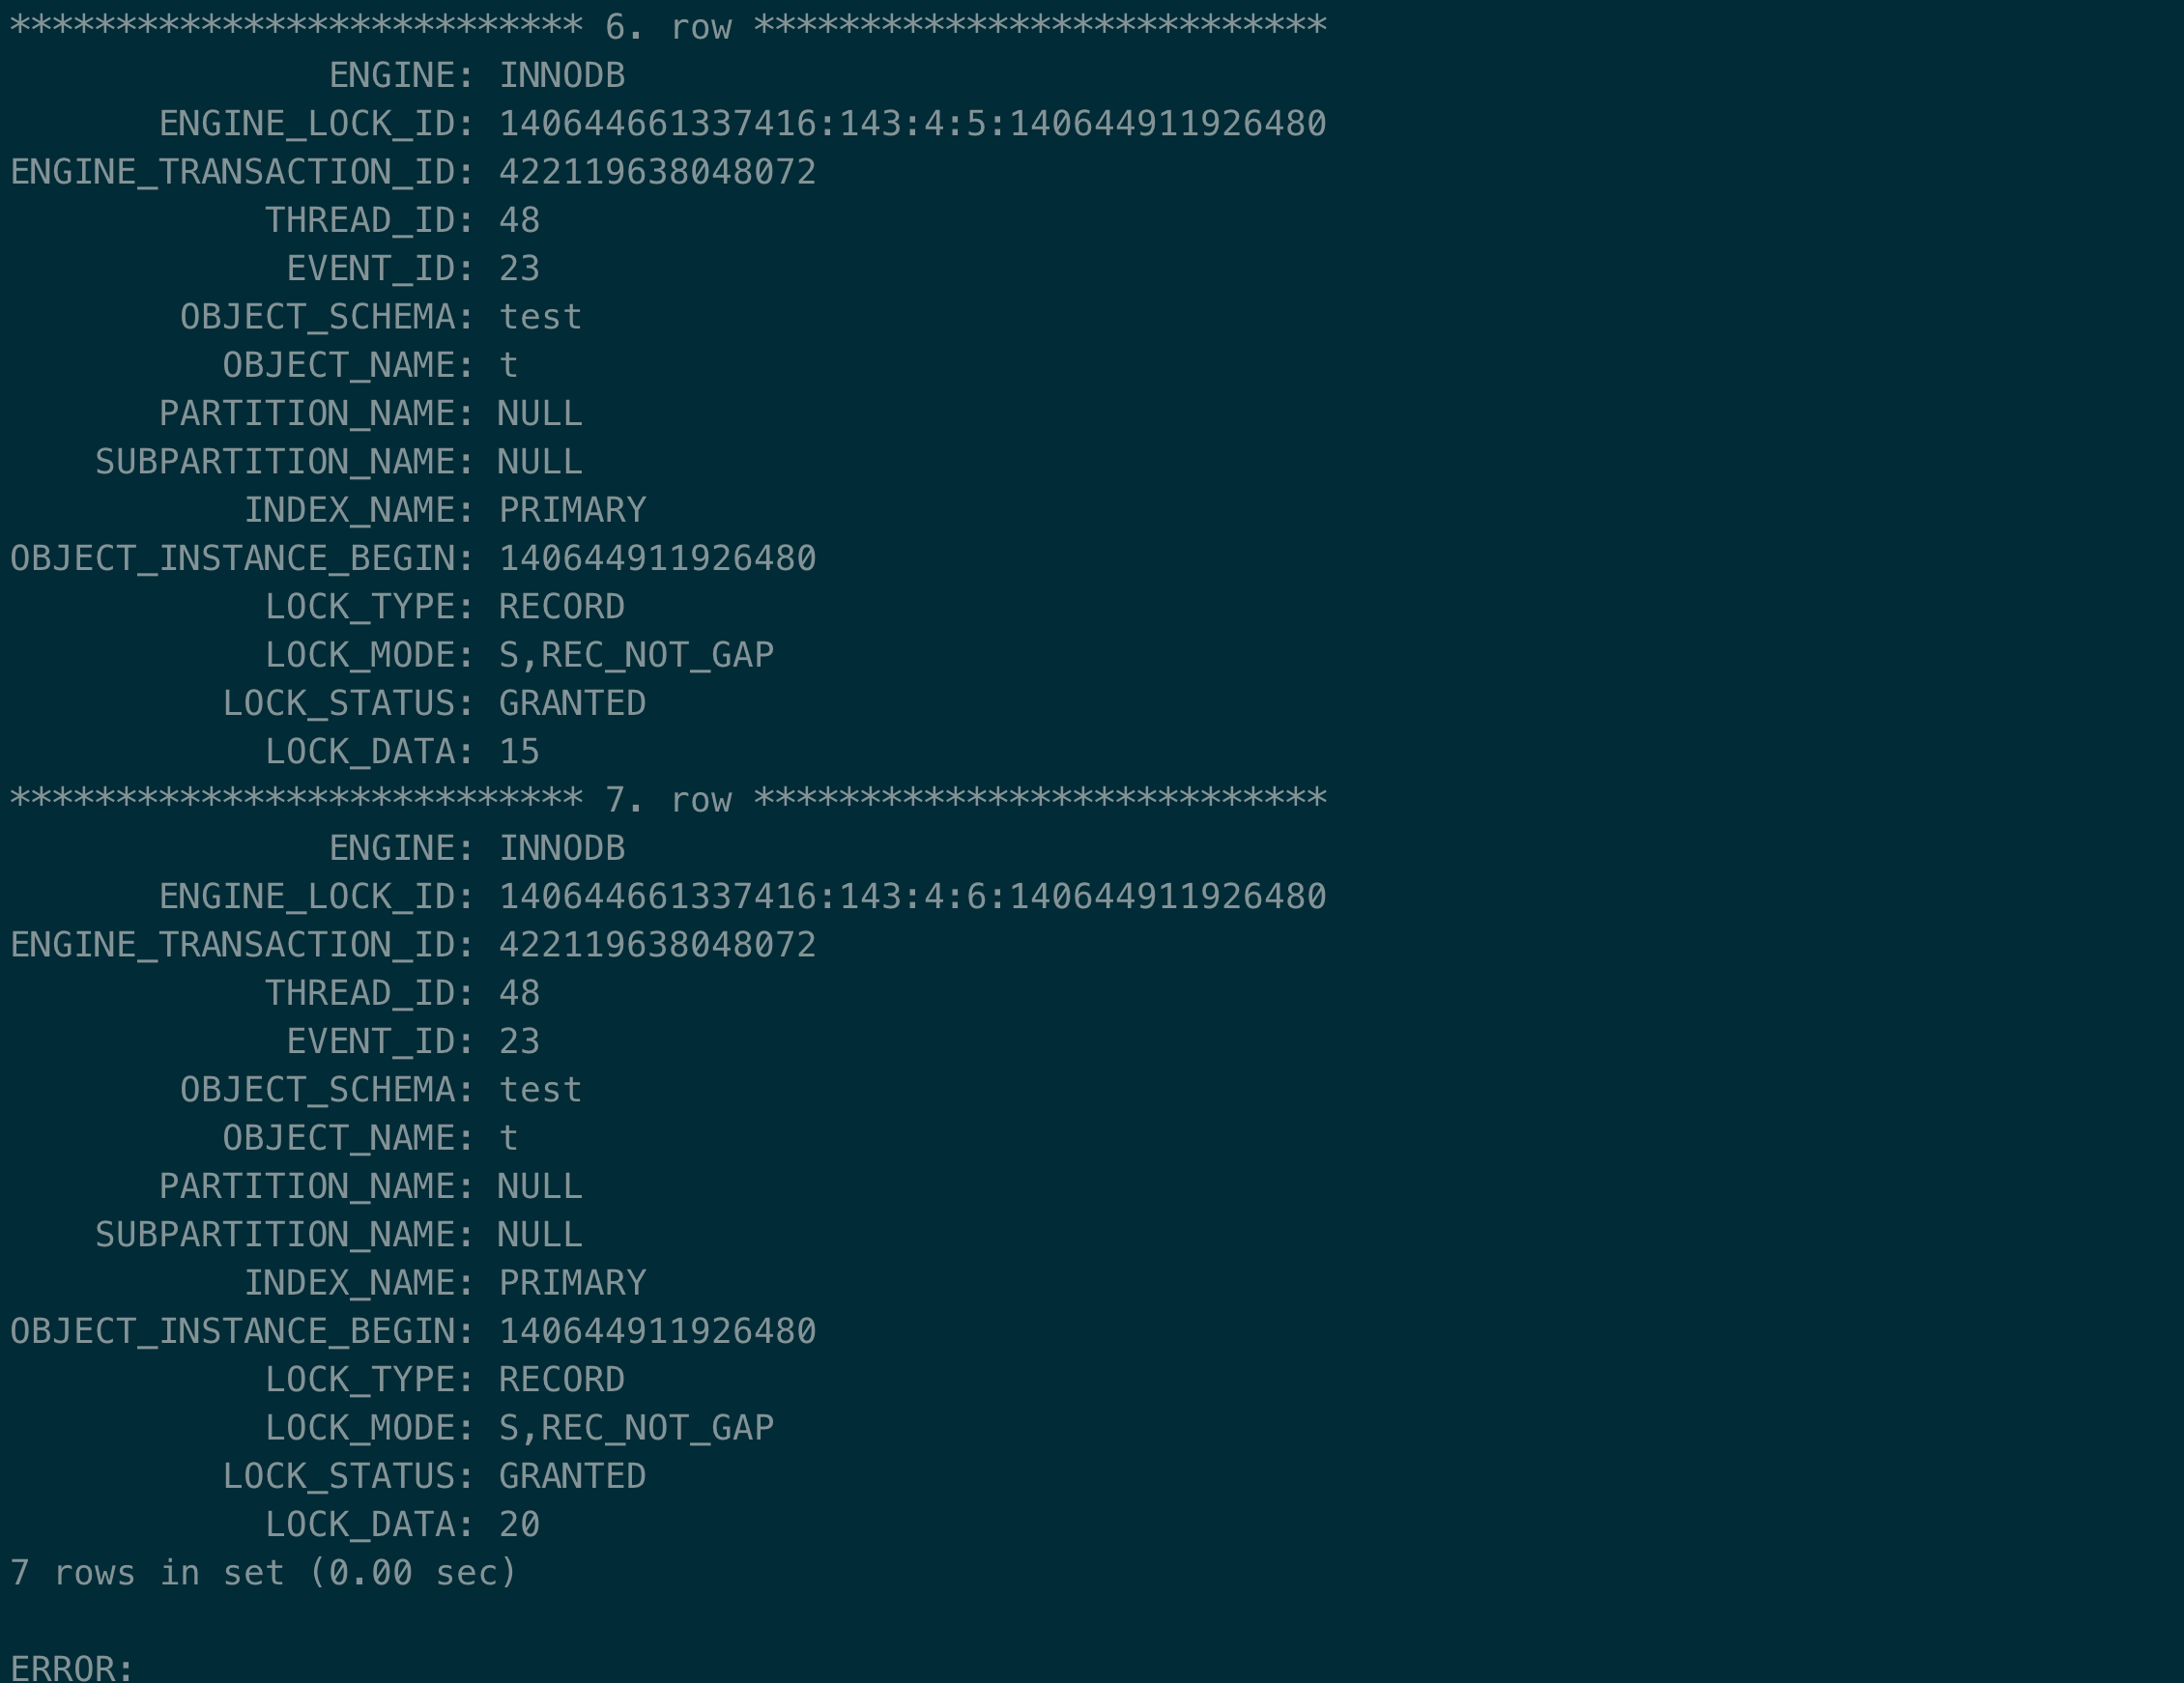 *************************** 6. row ***************************
ENGINE: INNODB
ENGINE_LOCK_ID: 140644661337416:143:4:5:140644911926480
ENGINE_TRANSACTION_ID: 422119638048072
THREAD_ID: 48
EVENT_ID: 23
OBJECT_SCHEMA: test
OBJECT_NAME: t
PARTITION_NAME: NULL
SUBPARTITION_NAME: NULL
INDEX_NAME: PRIMARY
OBJECT_INSTANCE_BEGIN: 140644911926480
LOCK_TYPE: RECORD
LOCK_MODE: S,REC_NOT_GAP
LOCK_STATUS: GRANTED
LOCK_DATA: 15
*************************** 7. row ***************************
ENGINE: INNODB
ENGINE_LOCK_ID: 140644661337416:143:4:6:140644911926480
ENGINE_TRANSACTION_ID: 422119638048072
THREAD_ID: 48
EVENT_ID: 23
OBJECT_SCHEMA: test
OBJECT_NAME: t
PARTITION_NAME: NULL
SUBPARTITION_NAME: NULL
INDEX_NAME: PRIMARY
OBJECT_INSTANCE_BEGIN: 140644911926480
LOCK_TYPE: RECORD
LOCK_MODE: S,REC_NOT_GAP
LOCK_STATUS: GRANTED
LOCK_DATA: 20
7 rows in set (0.00 sec)
ERROR: